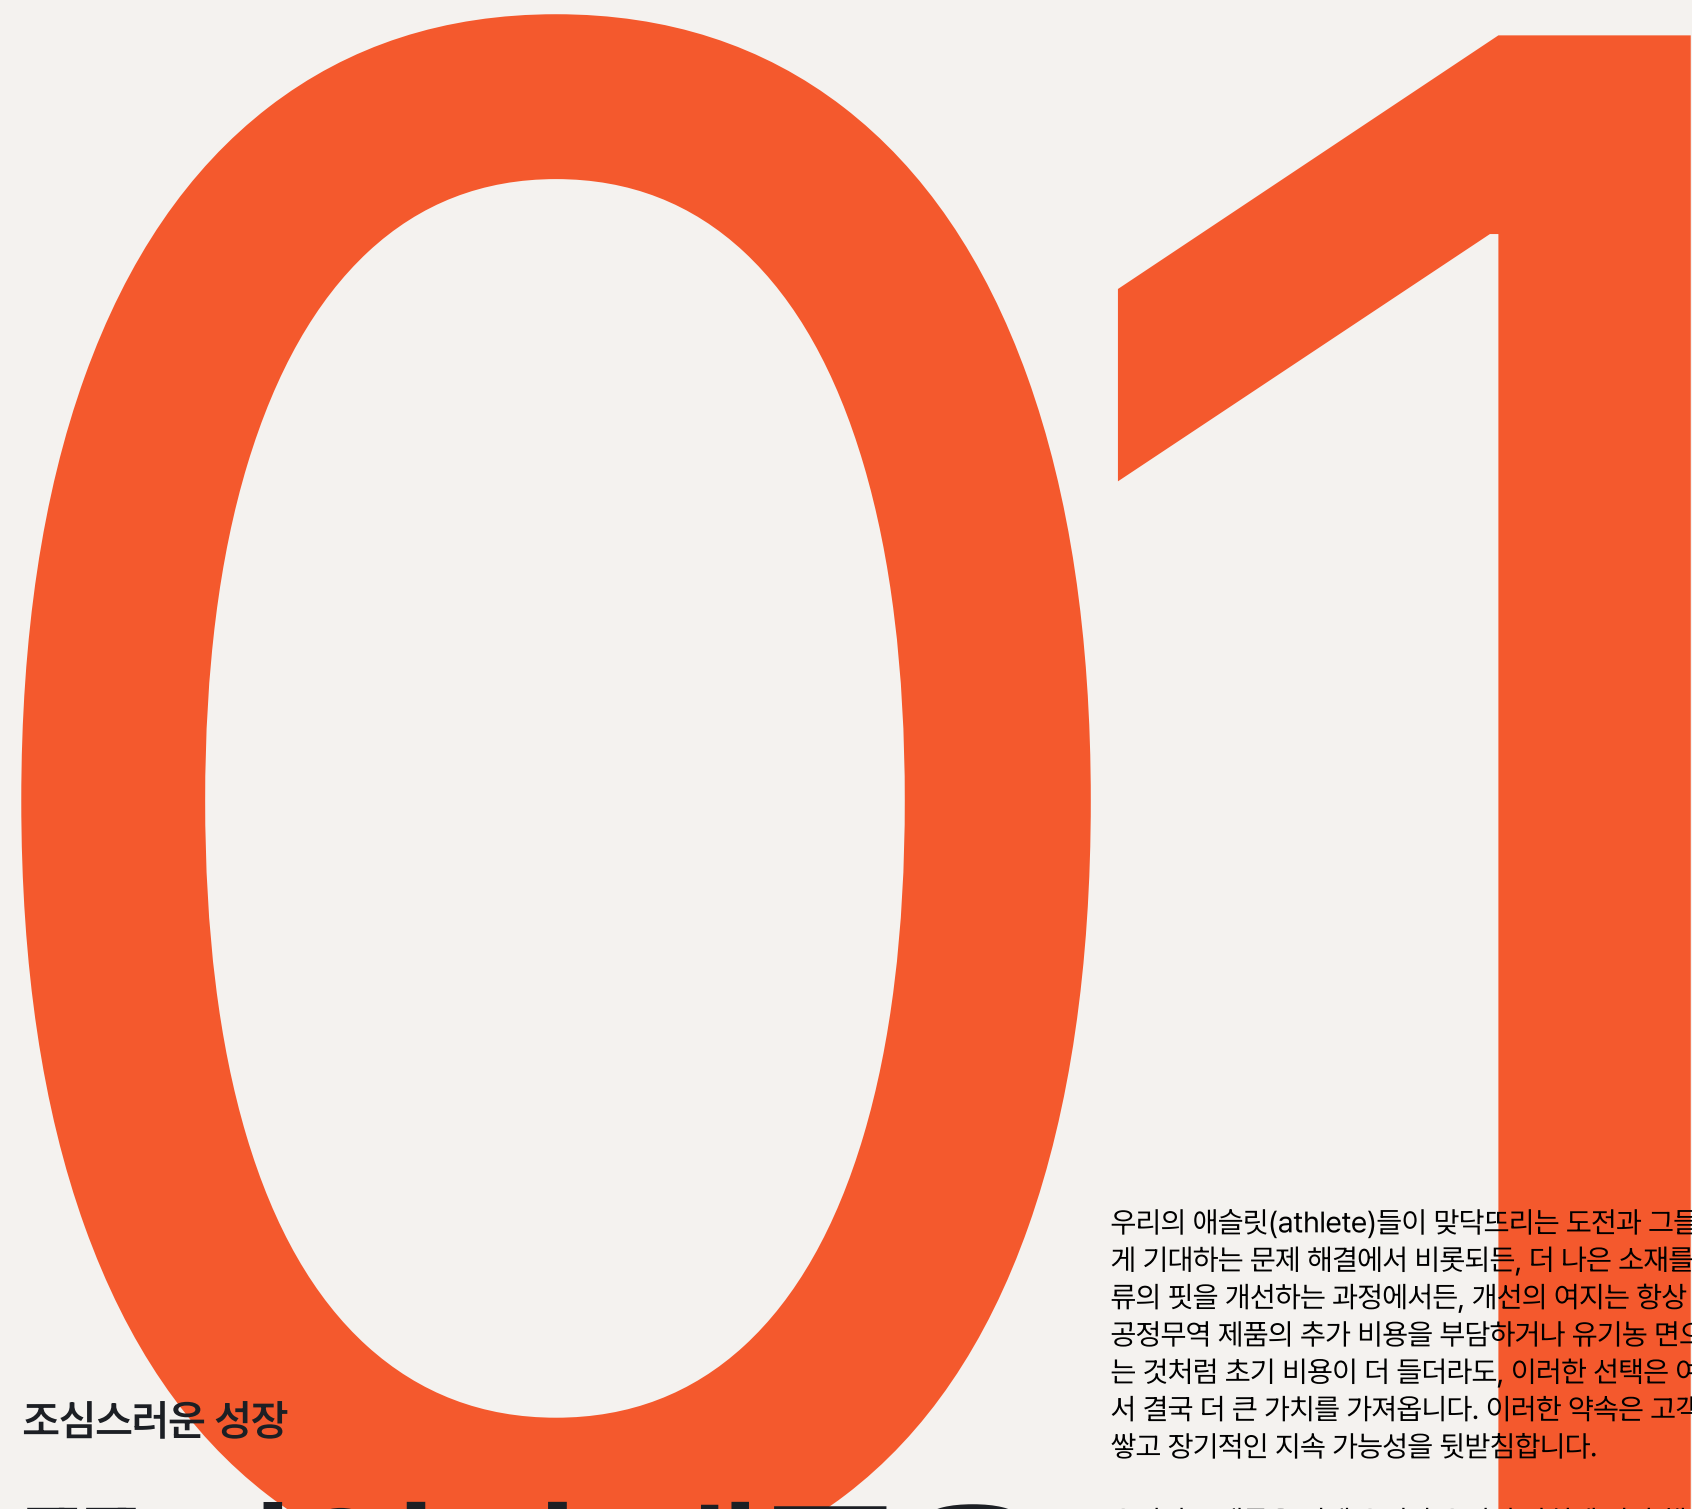 01
조심스러운 성장
우리의 애슬릿(athlete)들이 맞닥뜨리는 도전과
게 기대하는 문제 해결에서 비롯되든, 더 나은 소재를
류의 핏을 개선하는 과정에서든, 개선의 여지는 항상
공정무역 제품의 추가 비용을 부담하거나 유기농
는 것처럼 초기 비용이 더 들더라도, 이러한 선택은
서 결국 더 큰 가치를 가져옵니다. 이러한 약속은
쌓고 장기적인 지속 가능성을 뒷받침합니다.